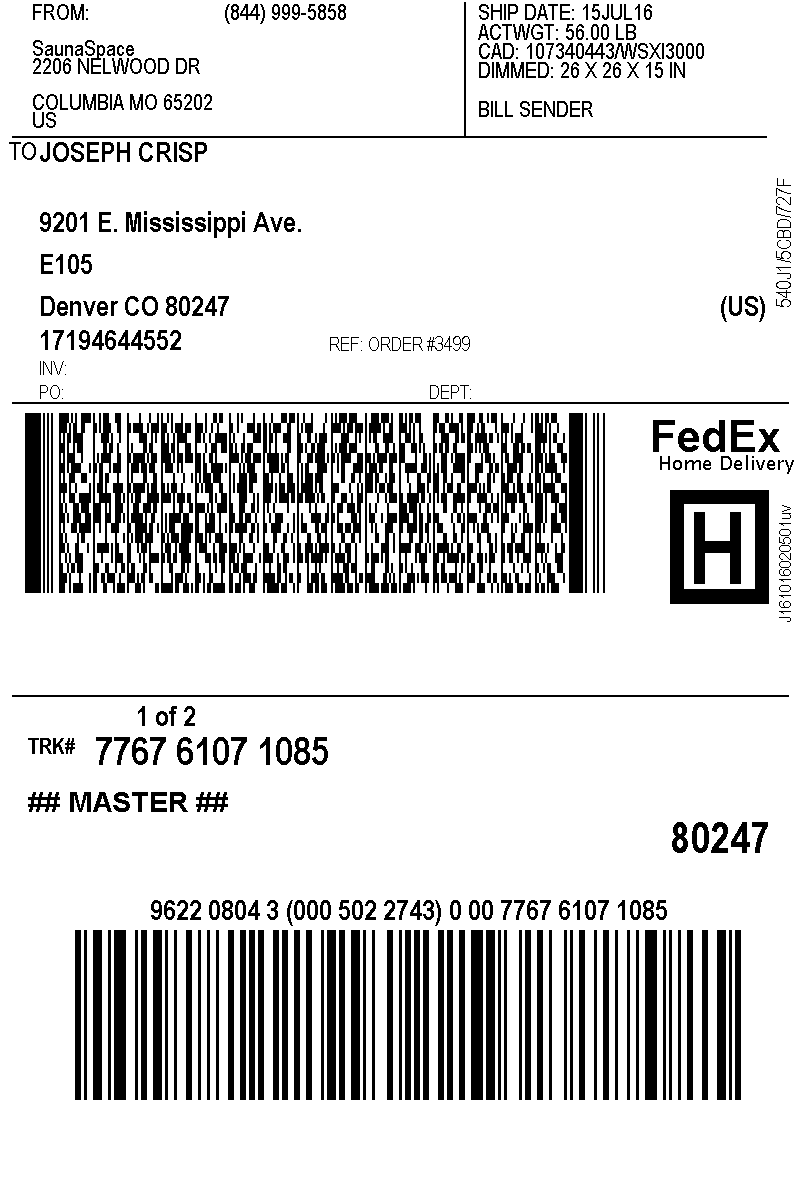 FROM: (844) 999-5858
SaunaSpace
2206 NELWOOD DR
COLUMBIA MO 65202
US
SHIP DATE: 15JUL16
ACTWGT: 56.00 LB
CAD: 107340443/WSXI3000
DIMMED: 26 X 26 X 15 IN
BILL SENDER
TO JOSEPH CRISP
9201 E. Mississippi Ave.
E105
Denver CO 80247 (US)
17194644552 REF: ORDER #3499
INV:
PO: DEPT:
540J1/5CBD/727F
FedEx
Home Delivery
H
J161016020501uv
1 of 2
TRK# 7767 6107 1085
## MASTER ##
80247
9622 0804 3 (000 502 2743) 0 00 7767 6107 1085